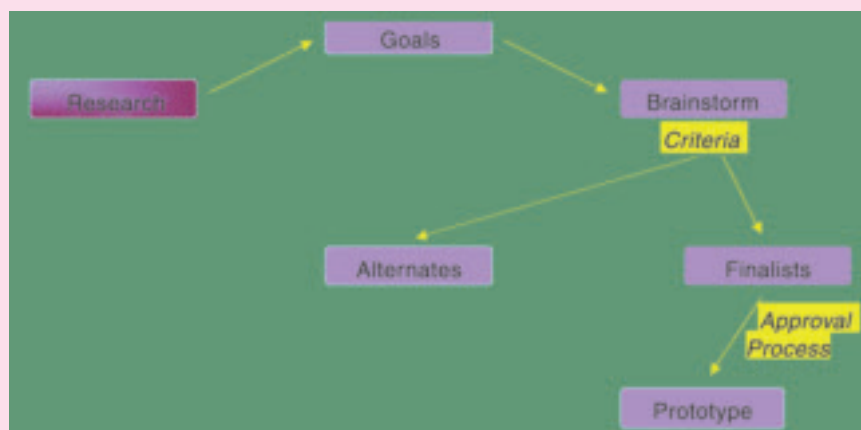 Goals
Research
Brainstorm
Criteria
Alternates
Finalists
Approval
Process
Prototype